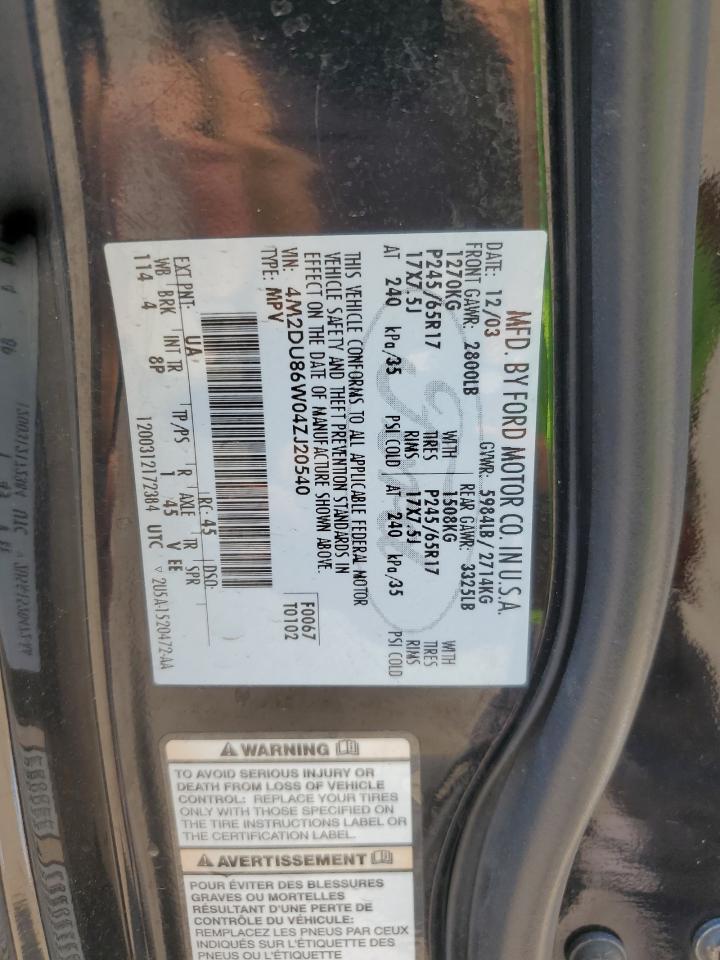 MFD. BY FORD MOTOR CO. IN U.S.A.
DATE: 12/03 GVWR: 5984LB / 2714KG
FRONT GAWR: 2800LB REAR GAWR: 3325LB
1270KG WITH 1508KG WITH
P245/65R17 TIRES P245/65R17 TIRES
17X7.5J RIMS 17X7.5J RIMS
AT 240 kPa/35 PSI COLD AT 240 kPa/35 PSI COLD
THIS VEHICLE CONFORMS TO ALL APPLICABLE FEDERAL MOTOR
VEHICLE SAFETY AND THEFT PREVENTION STANDARDS IN
EFFECT ON THE DATE OF MANUFACTURE SHOWN ABOVE.
VIN: 4M2DU86W04ZJ20540 F0067
TYPE: MPV T0102
EXT PNT: UA RC: 45 DSO:
WB BRK INT TR TP/PS R AXLE TR SPR
114 4 8P 1 45 V EE
1200312172384 UTC ▽ 2U5A-1520472-AA
⚠ WARNING
TO AVOID SERIOUS INJURY OR
DEATH FROM LOSS OF VEHICLE
CONTROL: REPLACE YOUR TIRES
ONLY WITH THOSE SPECIFIED ON
THE TIRE INSTRUCTIONS LABEL OR
THE CERTIFICATION LABEL.
⚠ AVERTISSEMENT
POUR ÉVITER DES BLESSURES
GRAVES OU MORTELLES
RÉSULTANT D'UNE PERTE DE
CONTRÔLE DU VÉHICULE:
REMPLACEZ LES PNEUS PAR CEUX
INDIQUÉS SUR L'ÉTIQUETTE DES
PNEUS OU L'ÉTIQUETTE